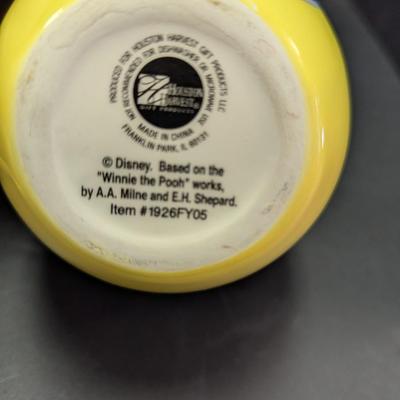 PRODUCED FOR HOUSTON HARVEST GIFT PRODUCTS LLC
NOT RECOMMENDED FOR DISHWASHER OR MICROWAVE USE
HOUSTON
HARVEST
GIFT PRODUCTS
MADE IN CHINA
FRANKLIN PARK, IL 60131
© Disney. Based on the
"Winnie the Pooh" works,
by A.A. Milne and E.H. Shepard.
Item #1926FY05